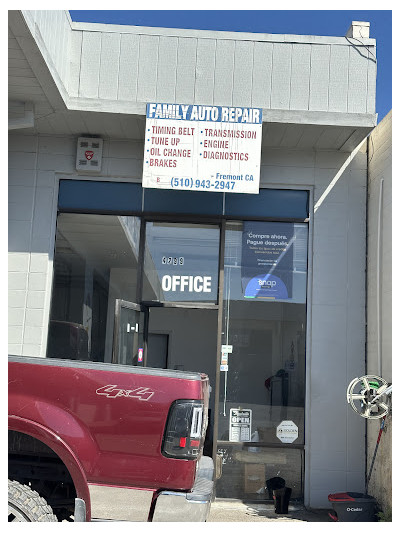 FAMILY AUTO REPAIR
• TIMING BELT
• TUNE UP
• OIL CHANGE
• BRAKES
• TRANSMISSION
• ENGINE
• DIAGNOSTICS
- Fremont CA
(510) 943-2947
Compre ahora.
Pague después.
snap
OFFICE
4x4
OPEN